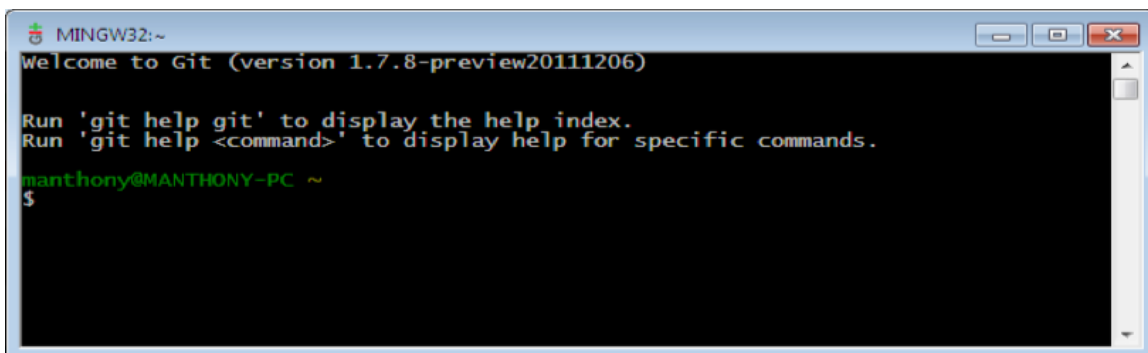 MINGW32:~
Welcome to Git (version 1.7.8-preview20111206)
Run 'git help git' to display the help index.
Run 'git help <command>' to display help for specific commands.
manthony@MANTHONY-PC ~
$